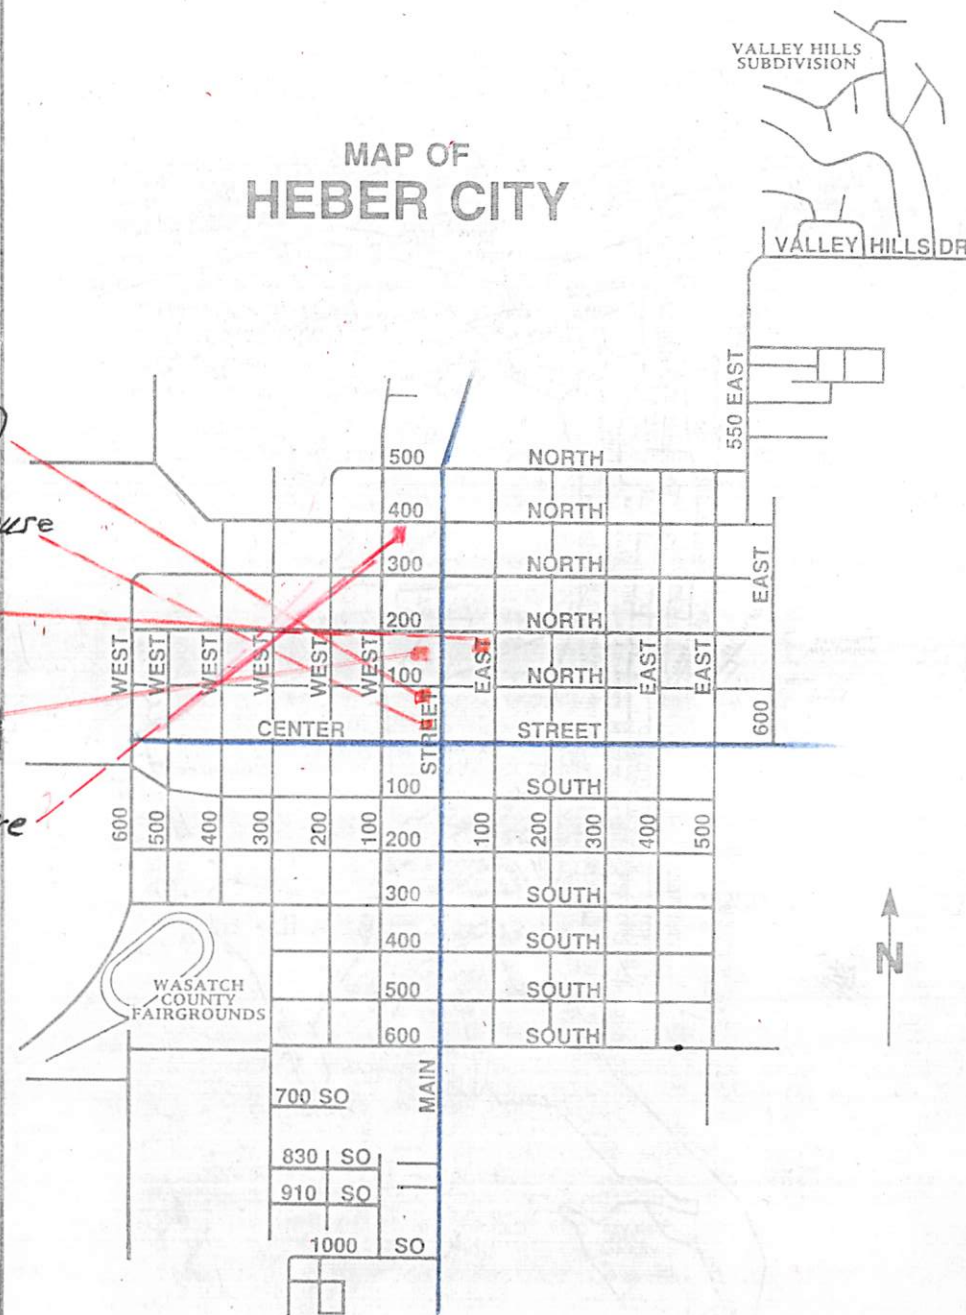 VALLEY HILLS
SUBDIVISION
MAP OF
HEBER CITY
VALLEY HILLS DR
550 EAST
500 NORTH
400 NORTH
use
300 NORTH
EAST
200 NORTH
WEST WEST WEST WEST WEST WEST EAST EAST EAST
100 NORTH
600
CENTER STREET
STREET
100 SOUTH
re
600 500 400 300 200 100 100 200 300 400 500
200
300 SOUTH
400 SOUTH
N
500 SOUTH
WASATCH
COUNTY
FAIRGROUNDS
600 SOUTH
MAIN
700 SO
830 SO
910 SO
1000 SO